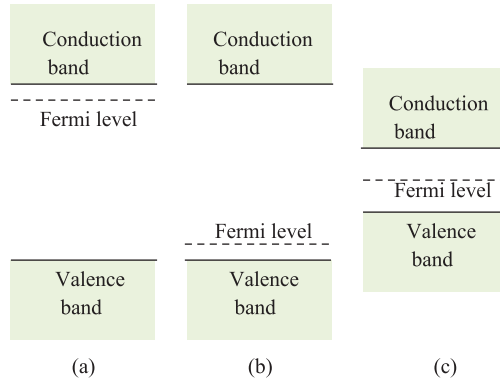 Conduction
band
Fermi level
Valence
band
(a)
Conduction
band
Fermi level
Valence
band
(b)
Conduction
band
Fermi level
Valence
band
(c)